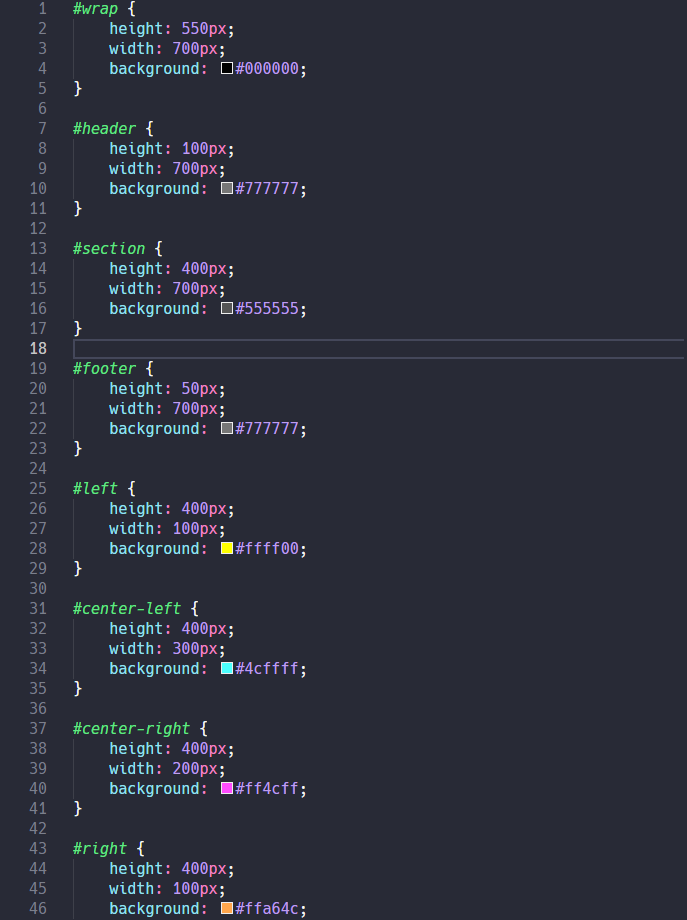 1 #wrap {
2 height: 550px;
3 width: 700px;
4 background: #000000;
5 }
6
7 #header {
8 height: 100px;
9 width: 700px;
10 background: #777777;
11 }
12
13 #section {
14 height: 400px;
15 width: 700px;
16 background: #555555;
17 }
18
19 #footer {
20 height: 50px;
21 width: 700px;
22 background: #777777;
23 }
24
25 #left {
26 height: 400px;
27 width: 100px;
28 background: #ffff00;
29 }
30
31 #center-left {
32 height: 400px;
33 width: 300px;
34 background: #4cffff;
35 }
36
37 #center-right {
38 height: 400px;
39 width: 200px;
40 background: #ff4cff;
41 }
42
43 #right {
44 height: 400px;
45 width: 100px;
46 background: #ffa64c;